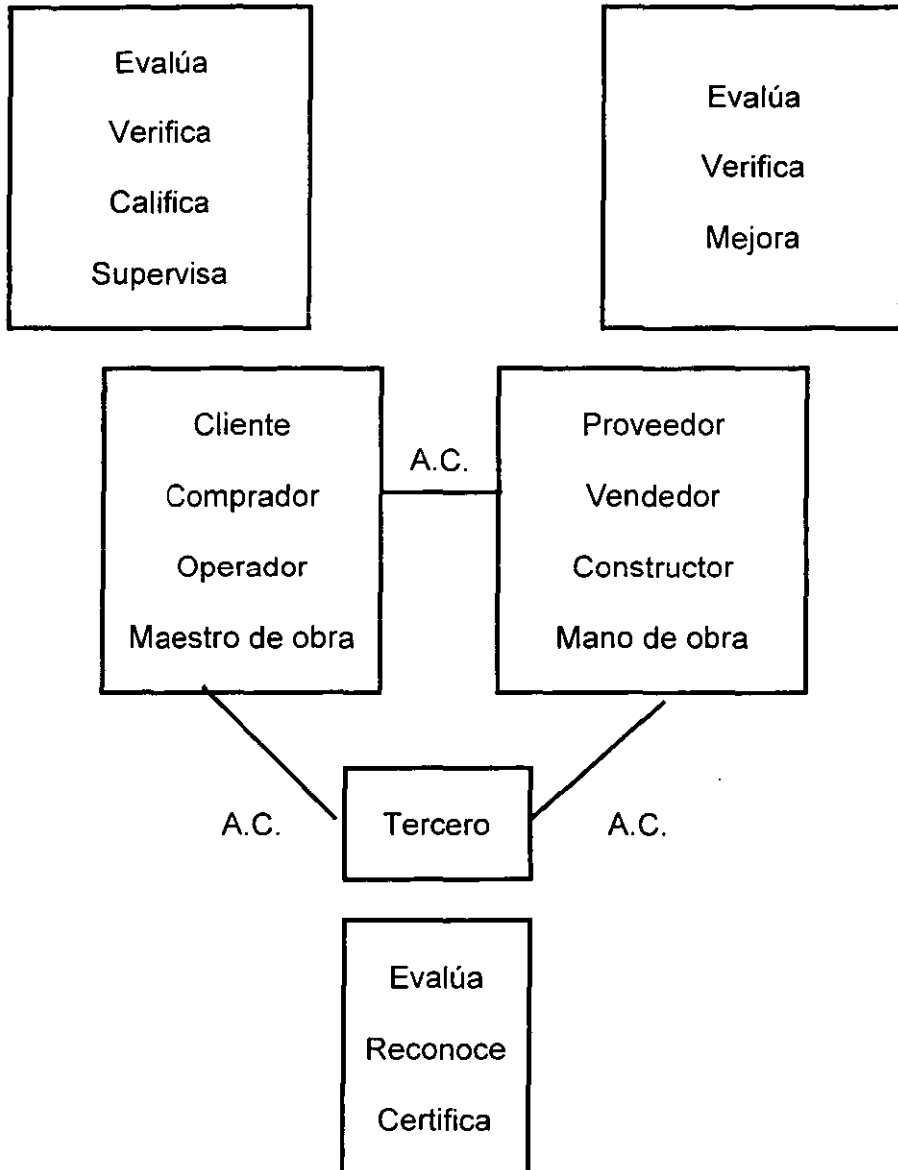 Evalúa
Verifica
Califica
Supervisa
Evalúa
Verifica
Mejora
Cliente
Comprador
Operador
Maestro de obra
A.C.
Proveedor
Vendedor
Constructor
Mano de obra
A.C.
Tercero
A.C.
Evalúa
Reconoce
Certifica